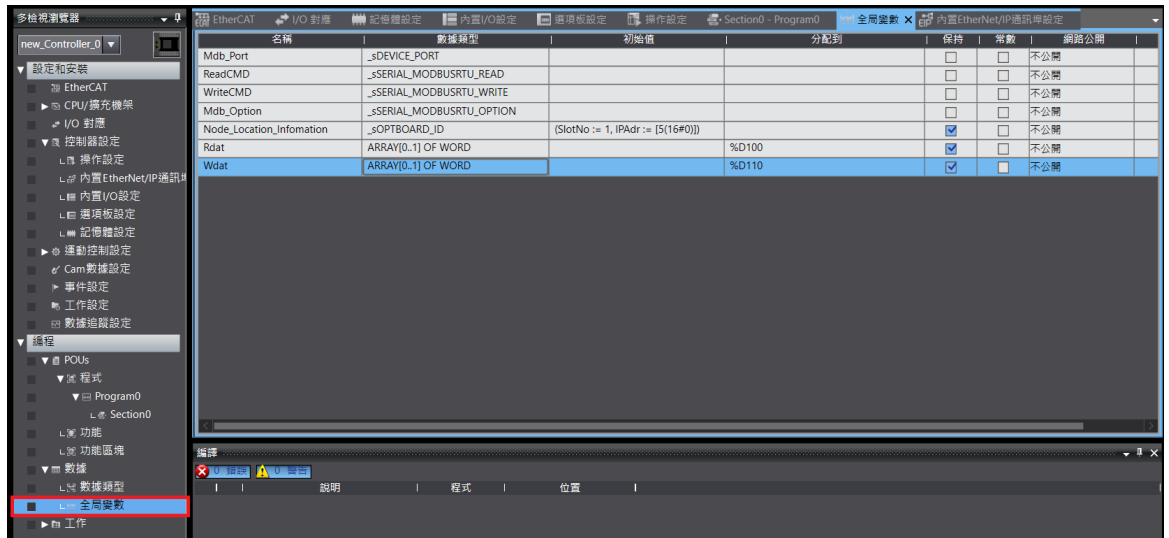 多檢視瀏覽器
EtherCAT I/O 對應 記憶體設定 內置I/O設定 選項板設定 操作設定 Section0 - Program0 全局變數 內置EtherNet/IP通訊埠設定
new_Controller_0
名稱 數據類型 初始值 分配到 保持 常數 網路公開
Mdb_Port _sDEVICE_PORT 不公開
ReadCMD _sSERIAL_MODBUSRTU_READ 不公開
WriteCMD _sSERIAL_MODBUSRTU_WRITE 不公開
Mdb_Option _sSERIAL_MODBUSRTU_OPTION 不公開
Node_Location_Infomation _sOPTBOARD_ID (SlotNo := 1, IPAdr := [5(16#0)]) 不公開
Rdat ARRAY[0..1] OF WORD %D100 不公開
Wdat ARRAY[0..1] OF WORD %D110 不公開
設定和安裝
EtherCAT
CPU/擴充機架
I/O 對應
控制器設定
操作設定
內置EtherNet/IP通訊埠
內置I/O設定
選項板設定
記憶體設定
運動控制設定
Cam數據設定
事件設定
工作設定
數據追蹤設定
編程
POUs
程式
Program0
Section0
功能
功能區塊
數據
數據類型
全局變數
工作
編譯
0 錯誤 0 警告
說明 程式 位置